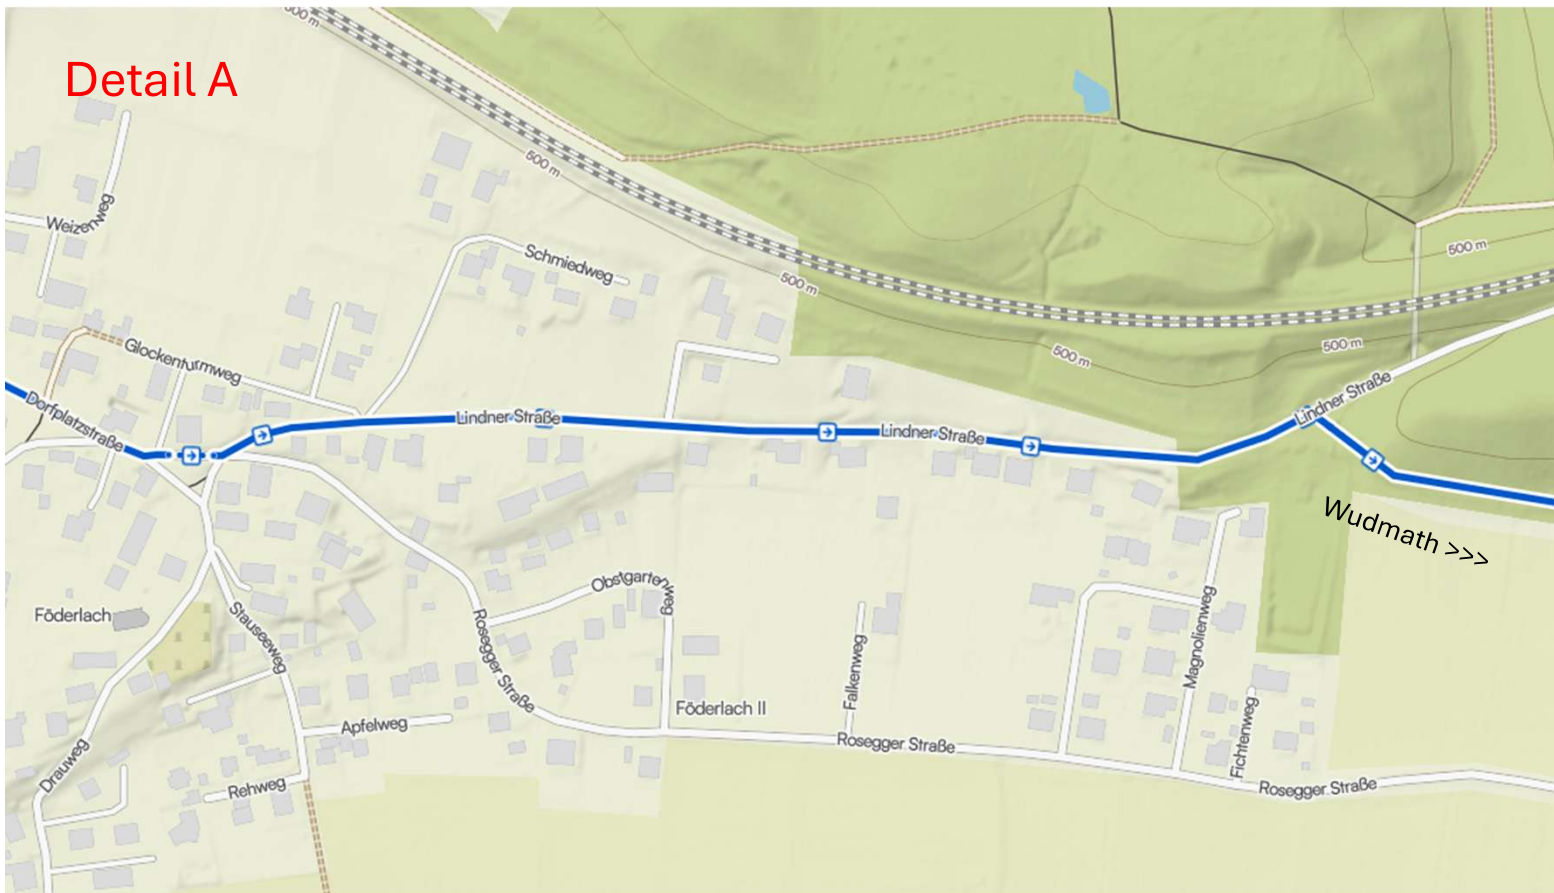 500 m
Detail A
500 m
Weizenweg
Schmiedweg
500 m
500 m
500 m
500 m
Glockenturmweg
Lindner Straße
Dorfplatzstraße
Lindner Straße
Lindner Straße
Wudmath >>>
Obstgartenweg
Föderlach
Stauseeweg
Rosegger Straße
Falkenweg
Magnolienweg
Föderlach II
Apfelweg
Fichtenweg
Rosegger Straße
Drauweg
Rehweg
Rosegger Straße